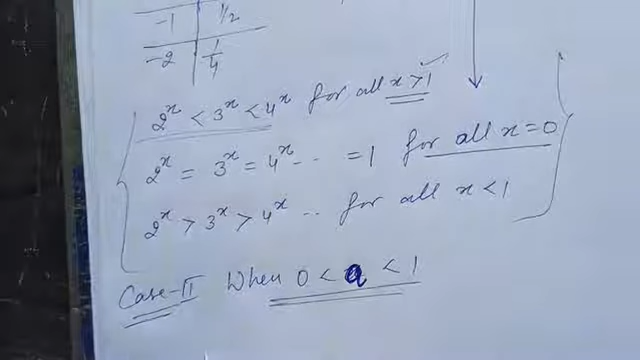 -1 | 1/2
-2 | 1/4
2^x < 3^x < 4^x for all x > 1 ✓
2^x = 3^x = 4^x -- = 1 for all x = 0
2^x > 3^x > 4^x -- for all x < 1
Case-II When 0 < a < 1